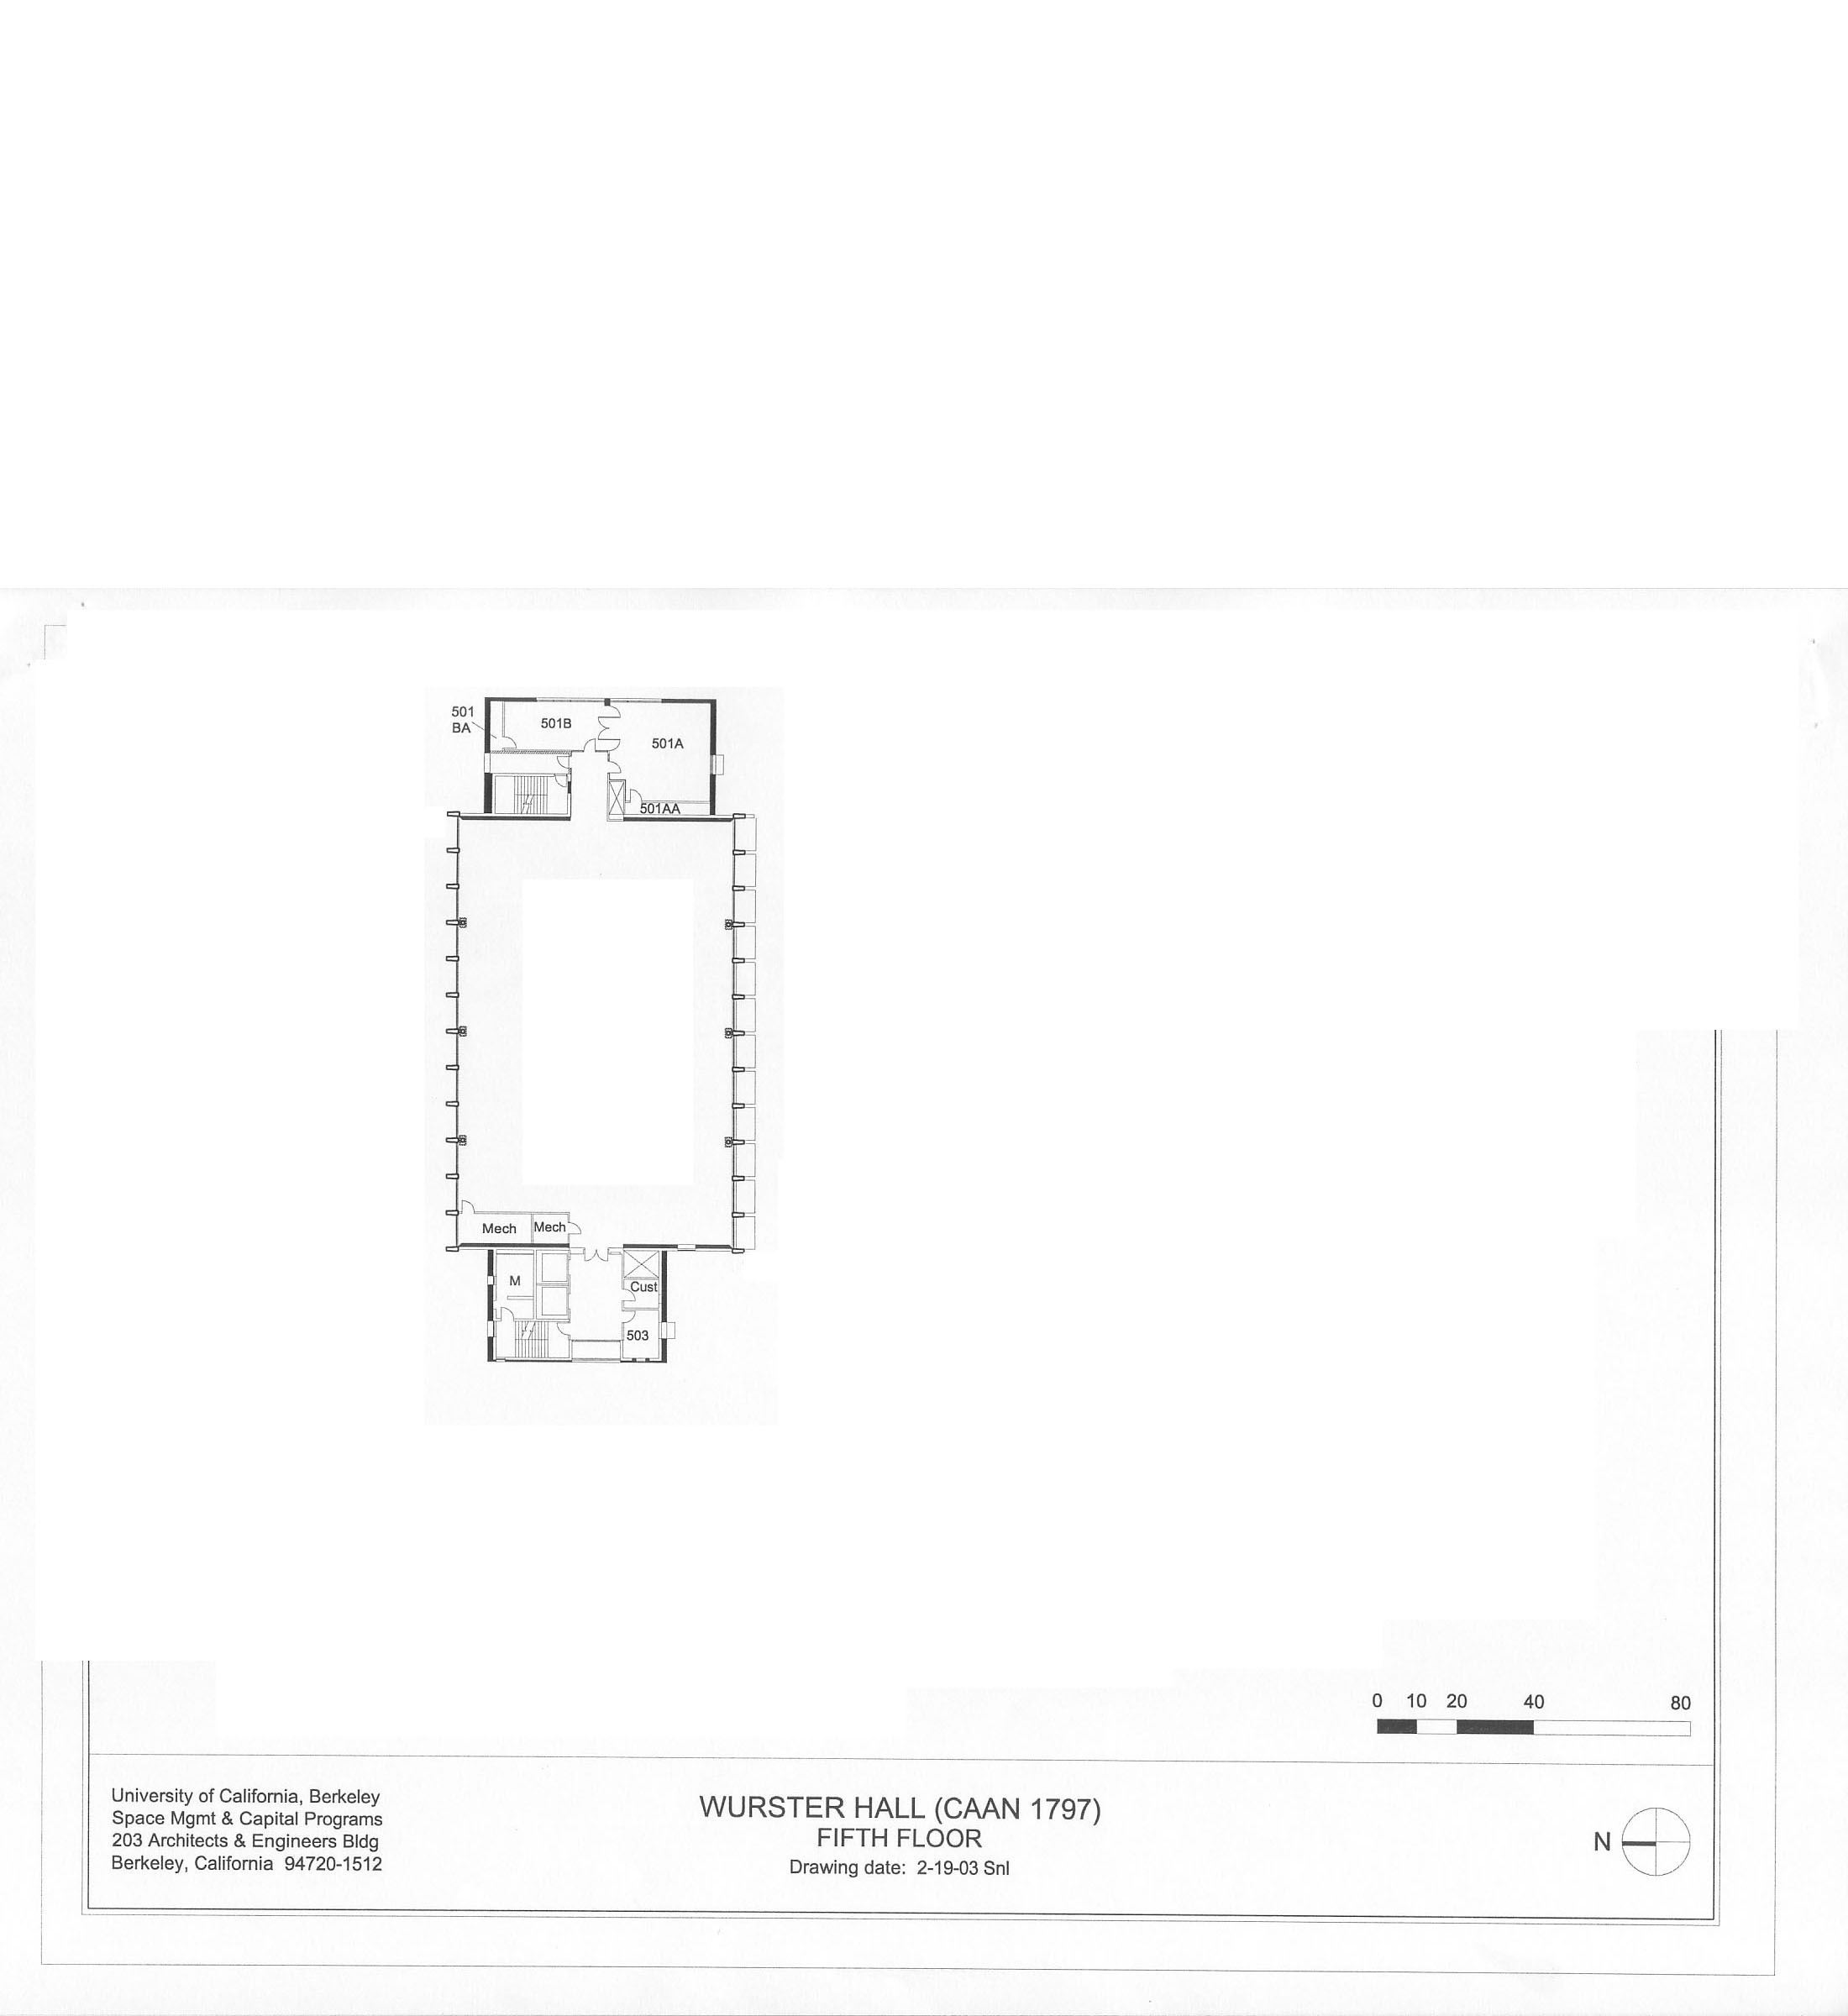 501
BA
501B
501A
501AA
Mech
Mech
M
Cust
503
0 10 20 40 80
University of California, Berkeley
Space Mgmt & Capital Programs
203 Architects & Engineers Bldg
Berkeley, California 94720-1512
WURSTER HALL (CAAN 1797)
FIFTH FLOOR
Drawing date: 2-19-03 Snl
N